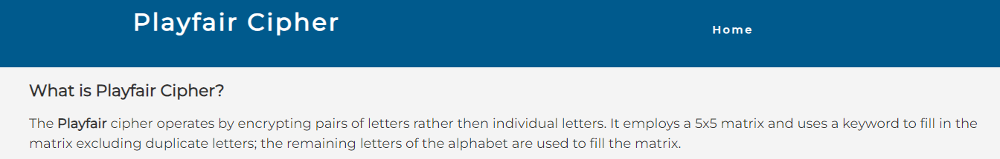 Playfair Cipher
Home
What is Playfair Cipher?
The Playfair cipher operates by encrypting pairs of letters rather then individual letters. It employs a 5x5 matrix and uses a keyword to fill in the
matrix excluding duplicate letters; the remaining letters of the alphabet are used to fill the matrix.